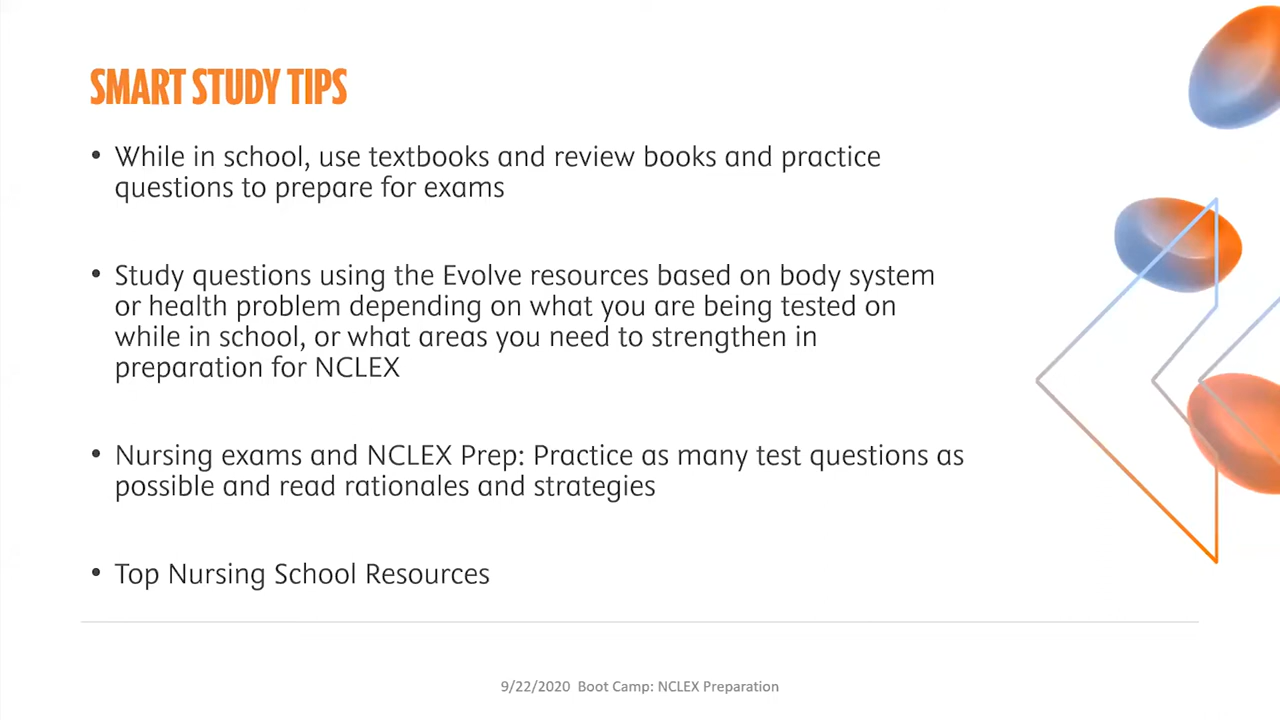 SMART STUDY TIPS
• While in school, use textbooks and review books and practice
questions to prepare for exams
• Study questions using the Evolve resources based on body system
or health problem depending on what you are being tested on
while in school, or what areas you need to strengthen in
preparation for NCLEX
• Nursing exams and NCLEX Prep: Practice as many test questions as
possible and read rationales and strategies
• Top Nursing School Resources
9/22/2020 Boot Camp: NCLEX Preparation